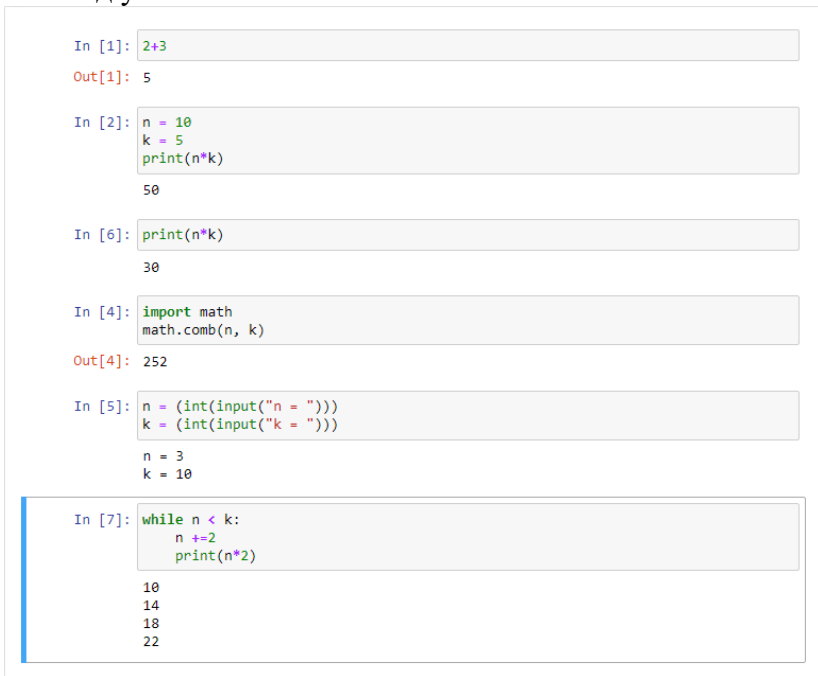 In [1]: 2+3
Out[1]: 5
In [2]: n = 10
k = 5
print(n*k)
50
In [6]: print(n*k)
30
In [4]: import math
math.comb(n, k)
Out[4]: 252
In [5]: n = (int(input("n = ")))
k = (int(input("k = ")))
n = 3
k = 10
In [7]: while n < k:
    n +=2
    print(n*2)
10
14
18
22